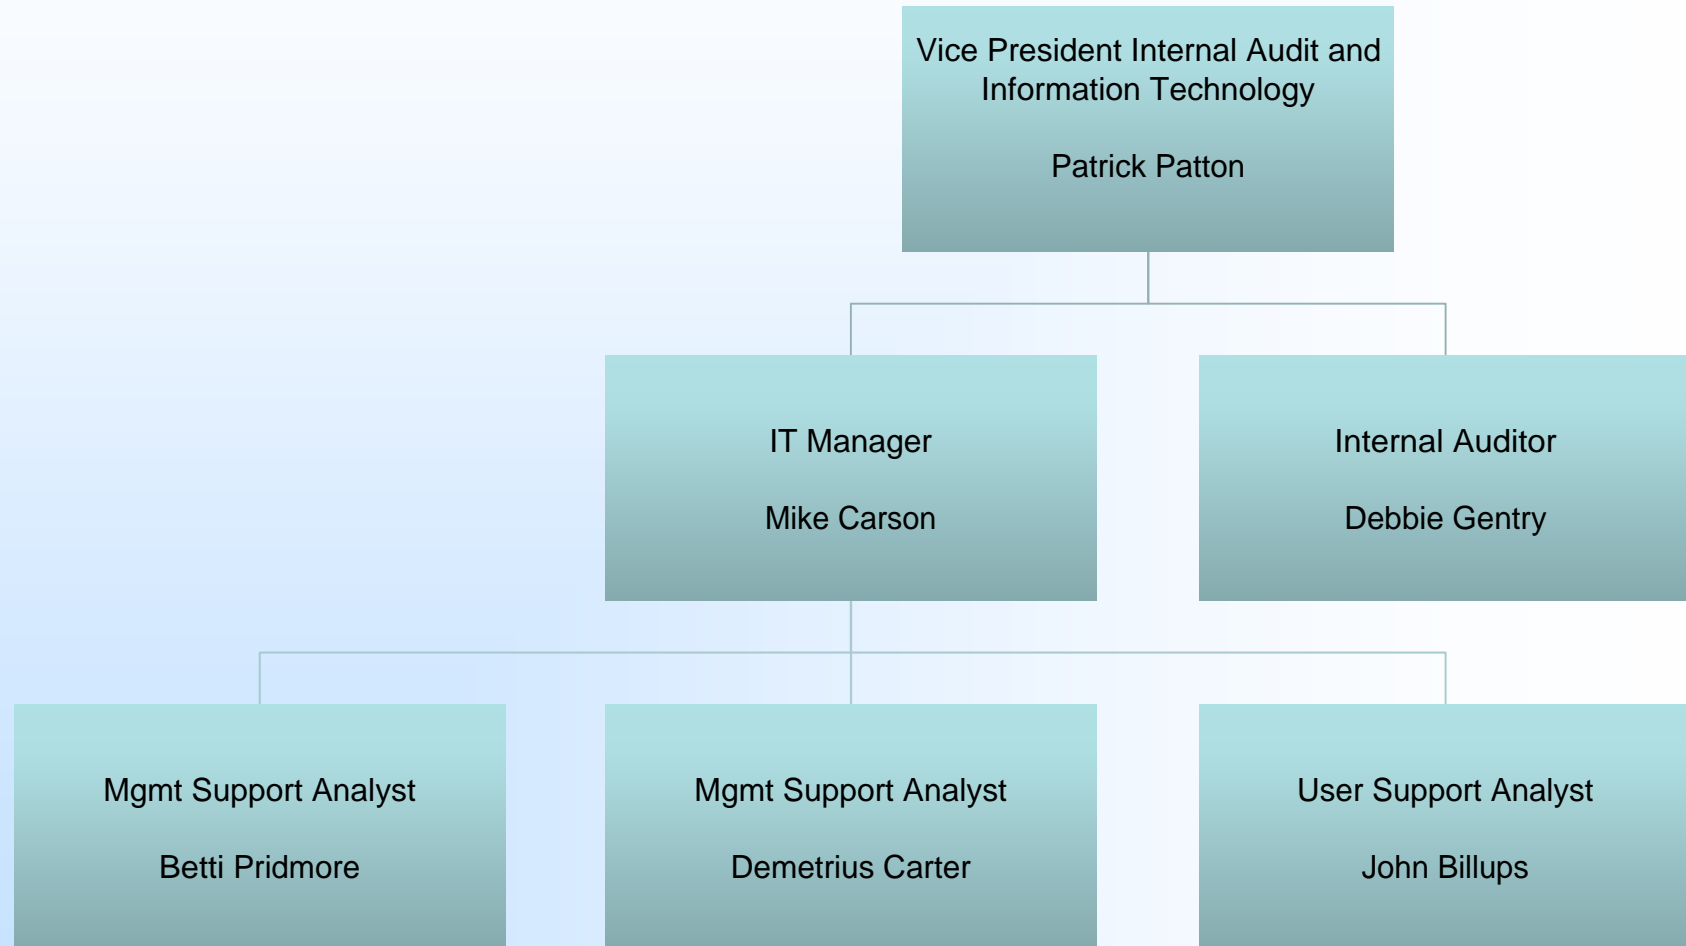 Vice President Internal Audit and
Information Technology
Patrick Patton
IT Manager
Mike Carson
Internal Auditor
Debbie Gentry
Mgmt Support Analyst
Betti Pridmore
Mgmt Support Analyst
Demetrius Carter
User Support Analyst
John Billups